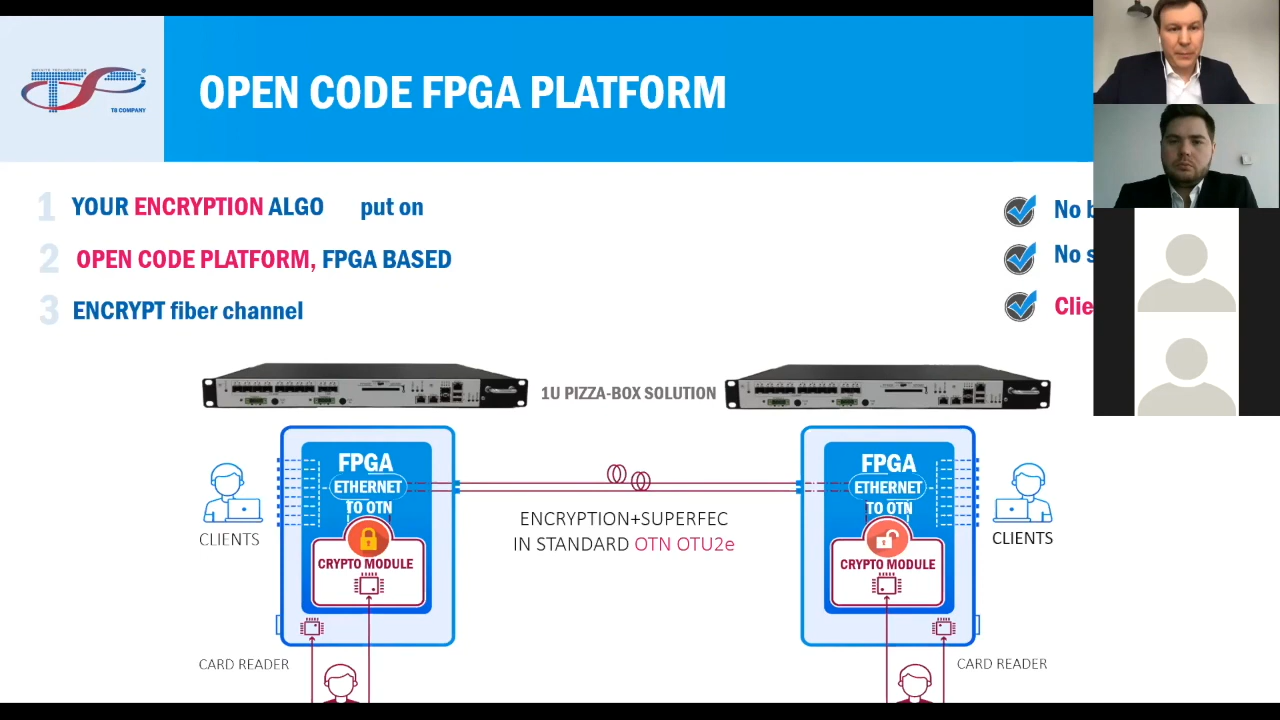 T8 COMPANY
OPEN CODE FPGA PLATFORM
1 YOUR ENCRYPTION ALGO put on
2 OPEN CODE PLATFORM, FPGA BASED
3 ENCRYPT fiber channel
No
No
1U PIZZA-BOX SOLUTION
FPGA
ETHERNET
TO OTN
CRYPTO MODULE
CLIENTS
CARD READER
ENCRYPTION+SUPERFEC
IN STANDARD OTN OTU2e
FPGA
ETHERNET
TO OTN
CRYPTO MODULE
CLIENTS
CARD READER